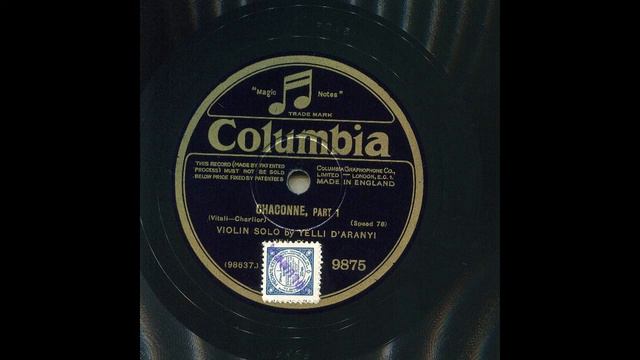 "Magic Notes"
TRADE MARK
Columbia
THIS RECORD (MADE BY PATENTED
PROCESS) MUST NOT BE SOLD
BELOW PRICE FIXED BY PATENTEES
COLUMBIA GRAPHOPHONE CO.,
LIMITED — LONDON, E.C. 1.
MADE IN ENGLAND
CHACONNE, PART 1
(Vitali—Charlier) (Speed 78)
VIOLIN SOLO by YELLI D'ARANYI
(98637.) 9875